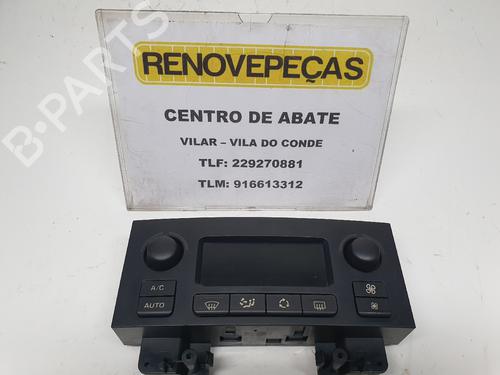 B-PARTS
RENOVEPEÇAS
CENTRO DE ABATE
VILAR – VILA DO CONDE
TLF: 229270881
TLM: 916613312
A/C
AUTO